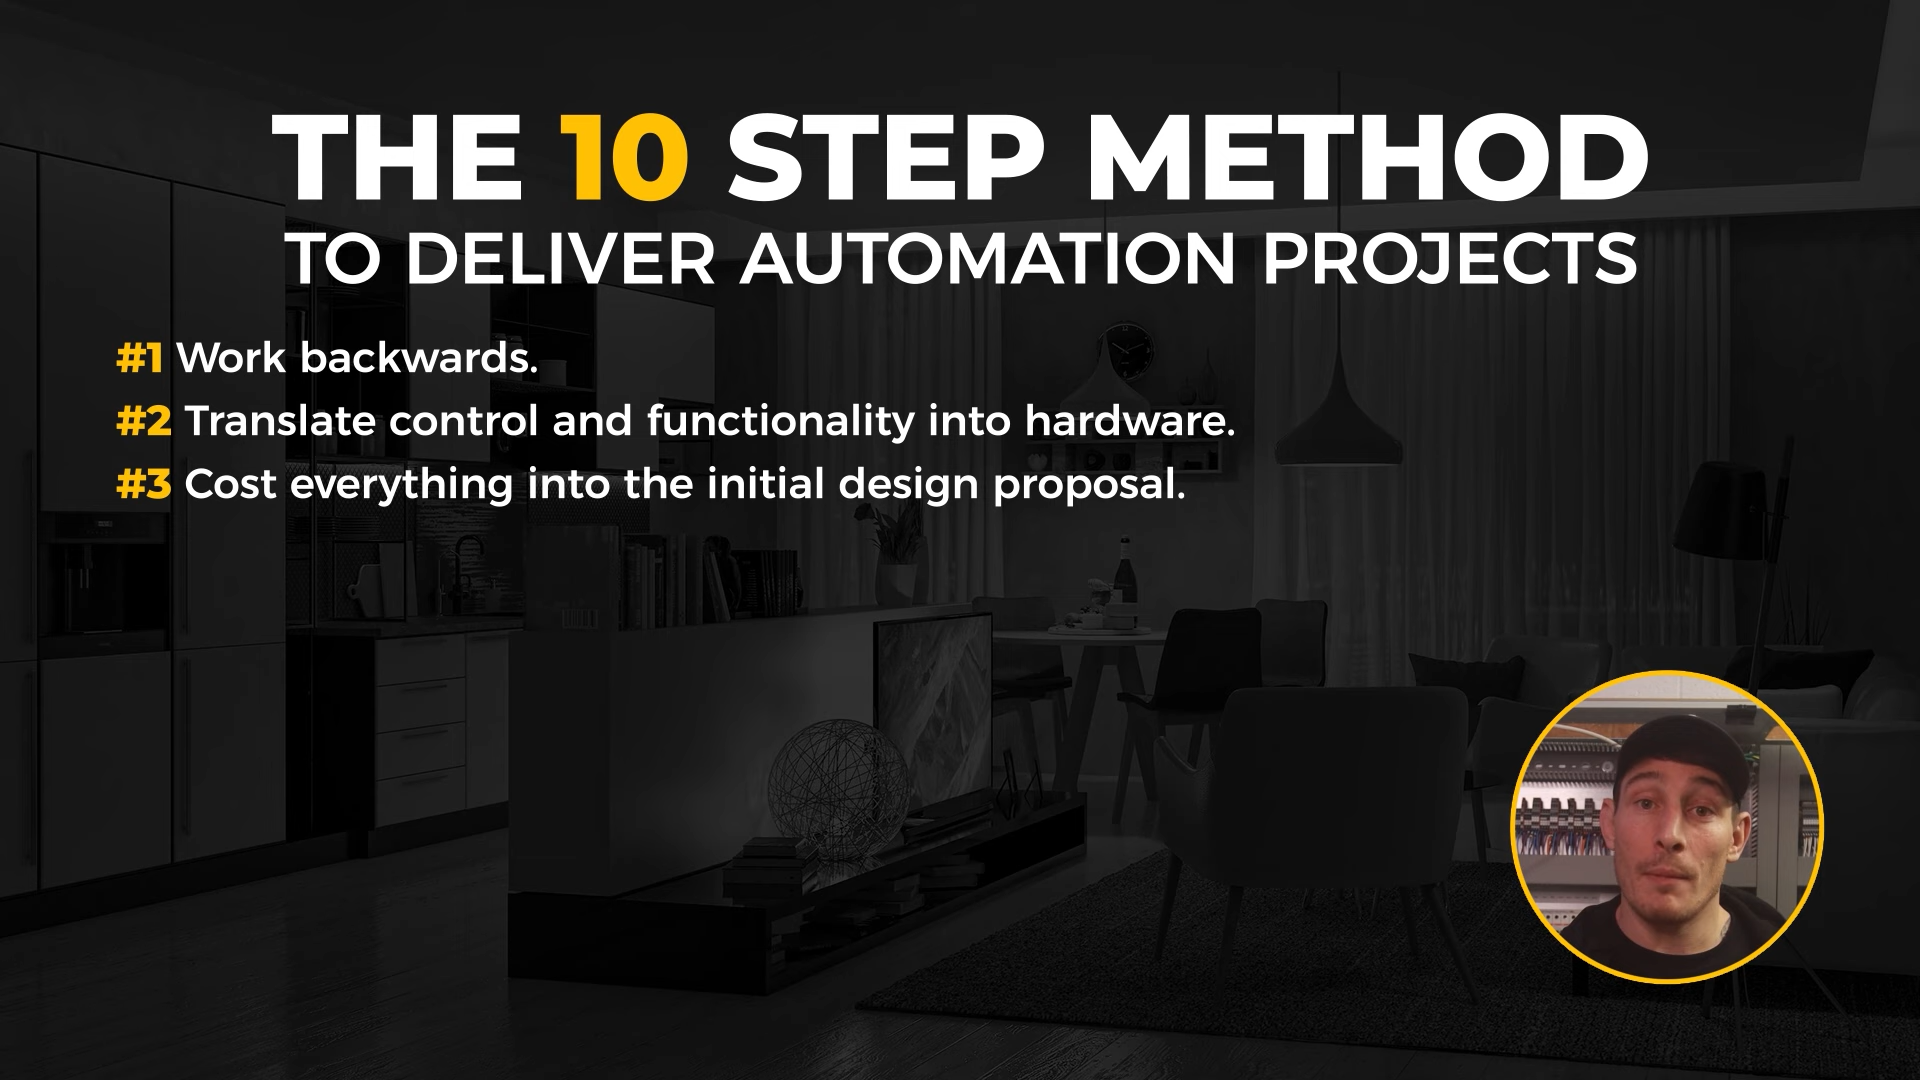 THE 10 STEP METHOD
TO DELIVER AUTOMATION PROJECTS
#1 Work backwards.
#2 Translate control and functionality into hardware.
#3 Cost everything into the initial design proposal.